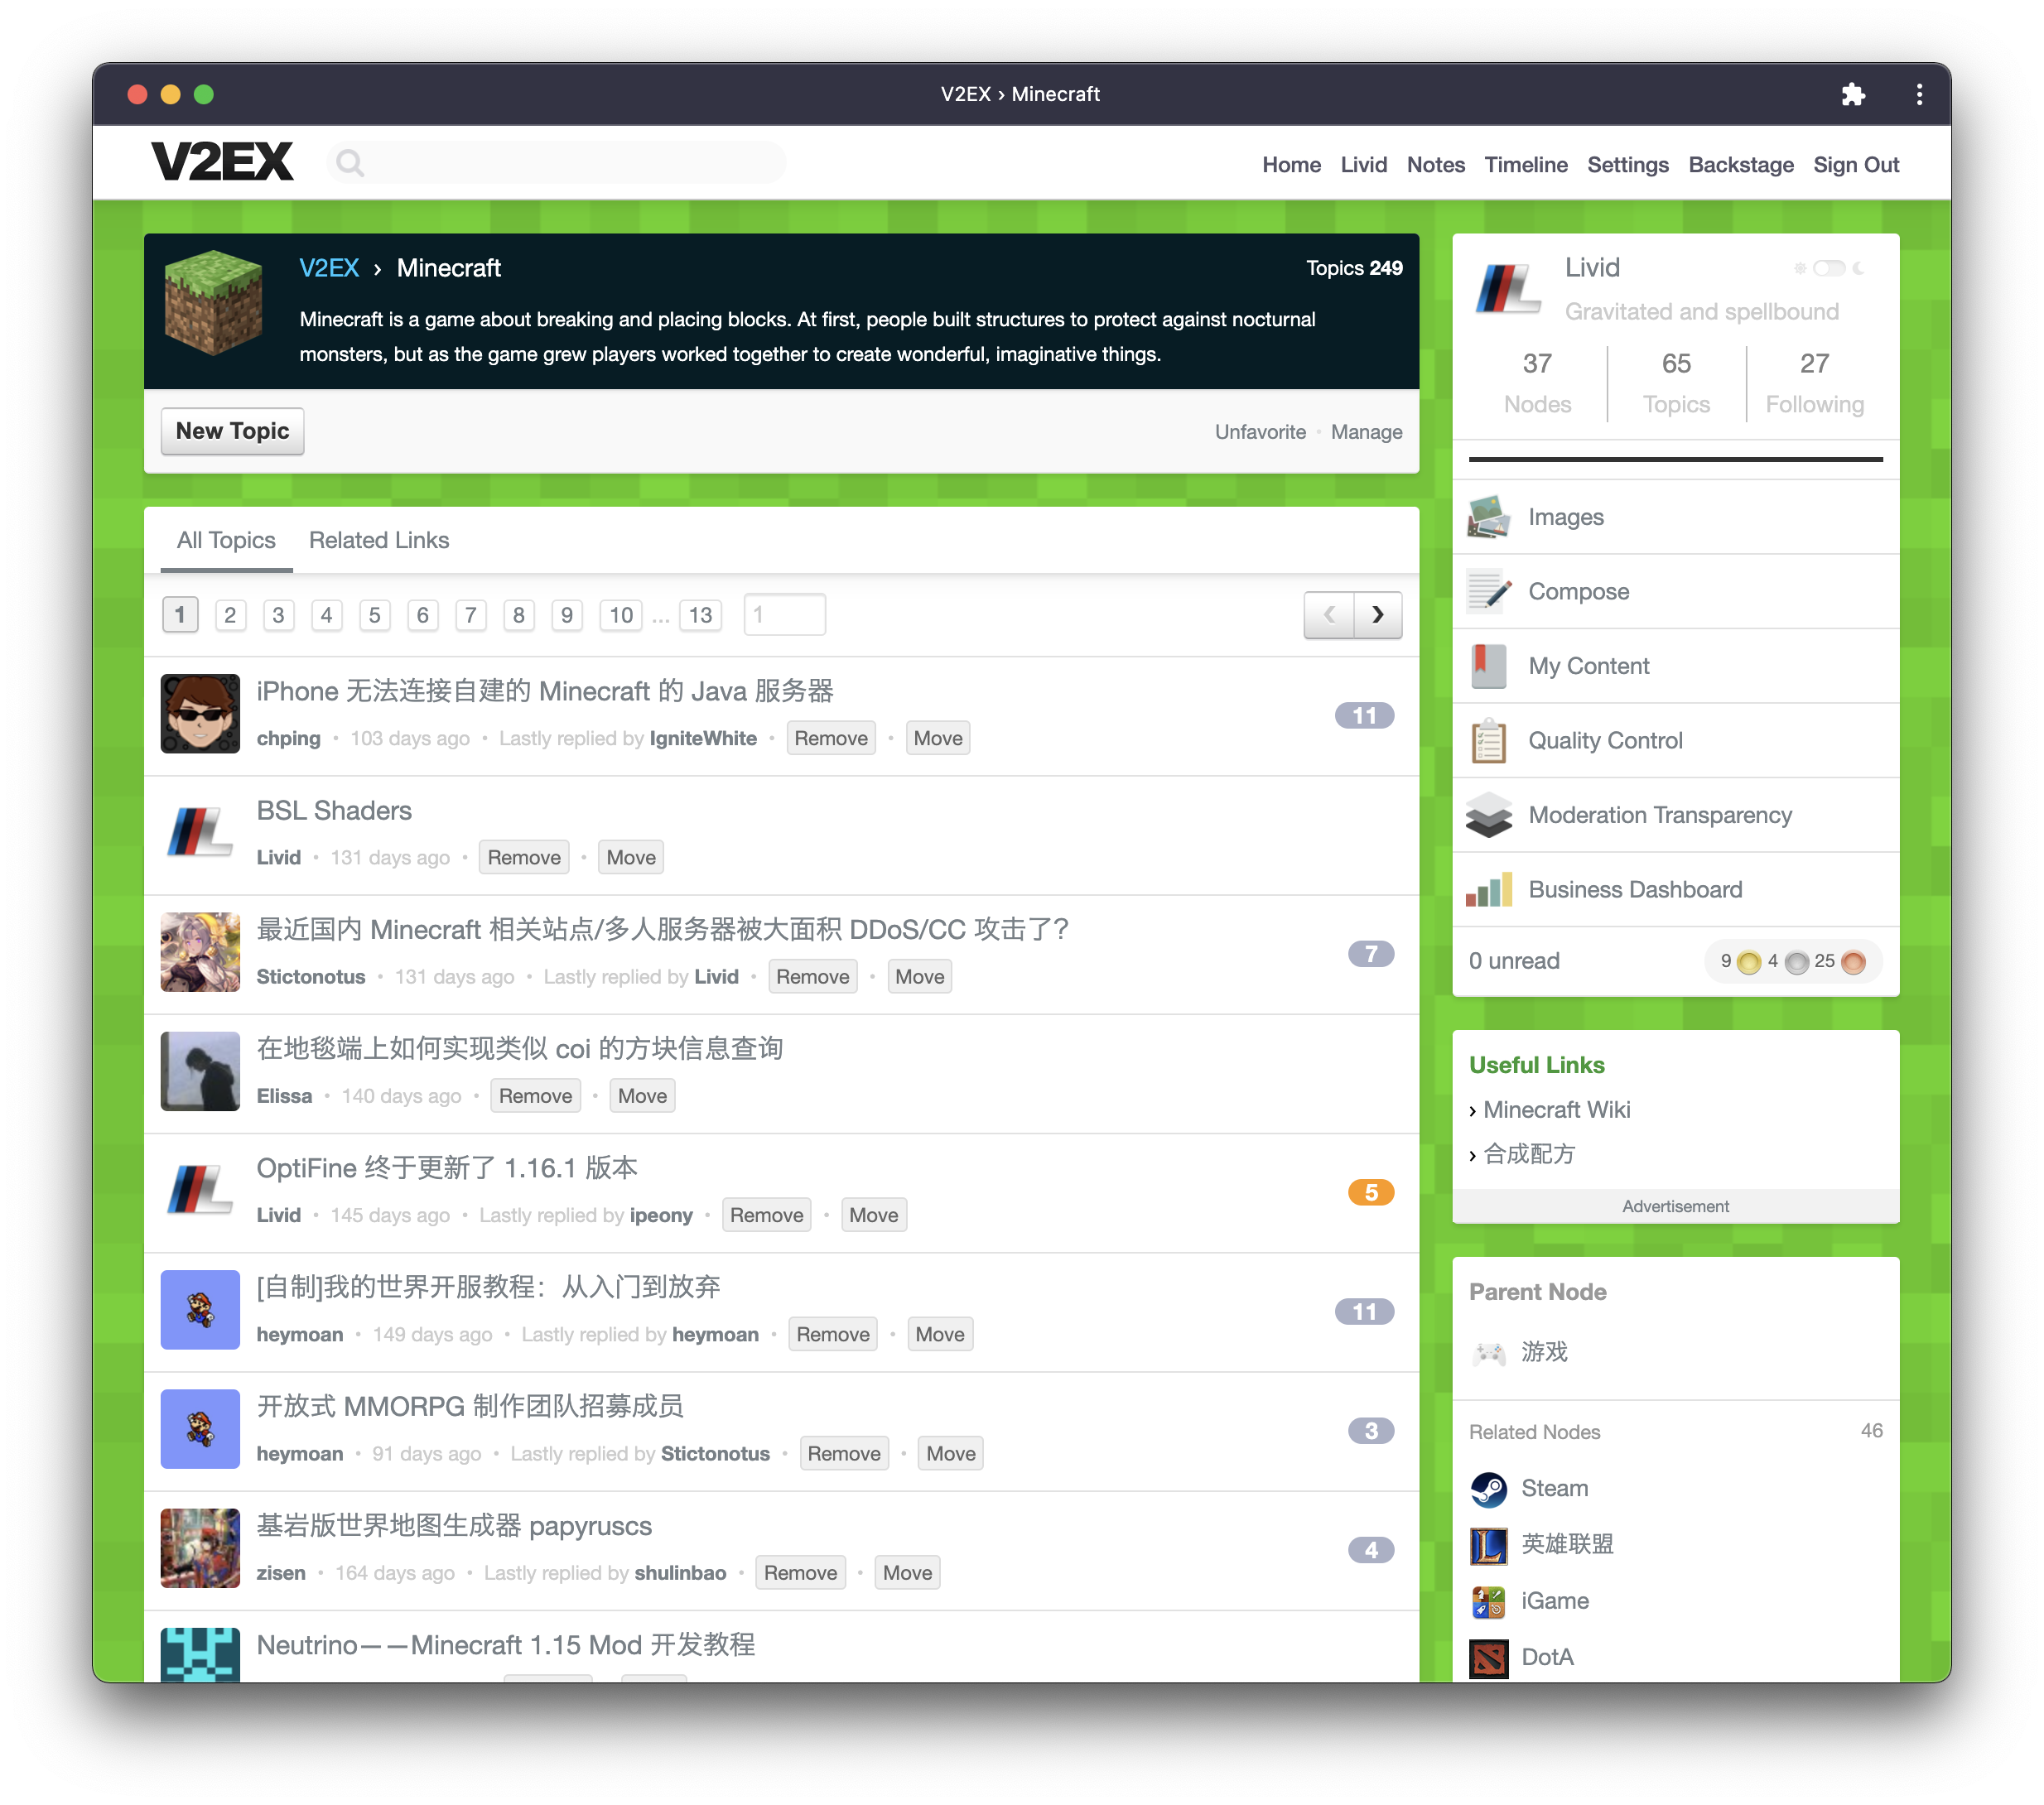 V2EX › Minecraft
V2EX
Home Livid Notes Timeline Settings Backstage Sign Out
V2EX › Minecraft
Topics 249
Minecraft is a game about breaking and placing blocks. At first, people built structures to protect against nocturnal
monsters, but as the game grew players worked together to create wonderful, imaginative things.
New Topic
Unfavorite • Manage
All Topics Related Links
1 2 3 4 5 6 7 8 9 10 ... 13 1
‹ ›
iPhone 无法连接自建的 Minecraft 的 Java 服务器
chping • 103 days ago • Lastly replied by IgniteWhite • Remove • Move
11
BSL Shaders
Livid • 131 days ago • Remove • Move
最近国内 Minecraft 相关站点/多人服务器被大面积 DDoS/CC 攻击了？
Stictonotus • 131 days ago • Lastly replied by Livid • Remove • Move
7
在地毯端上如何实现类似 coi 的方块信息查询
Elissa • 140 days ago • Remove • Move
OptiFine 终于更新了 1.16.1 版本
Livid • 145 days ago • Lastly replied by ipeony • Remove • Move
5
[自制]我的世界开服教程：从入门到放弃
heymoan • 149 days ago • Lastly replied by heymoan • Remove • Move
11
开放式 MMORPG 制作团队招募成员
heymoan • 91 days ago • Lastly replied by Stictonotus • Remove • Move
3
基岩版世界地图生成器 papyruscs
zisen • 164 days ago • Lastly replied by shulinbao • Remove • Move
4
Neutrino——Minecraft 1.15 Mod 开发教程
Livid
Gravitated and spellbound
37 65 27
Nodes Topics Following
Images
Compose
My Content
Quality Control
Moderation Transparency
Business Dashboard
0 unread
9 4 25
Useful Links
› Minecraft Wiki
› 合成配方
Advertisement
Parent Node
游戏
Related Nodes 46
Steam
英雄联盟
iGame
DotA